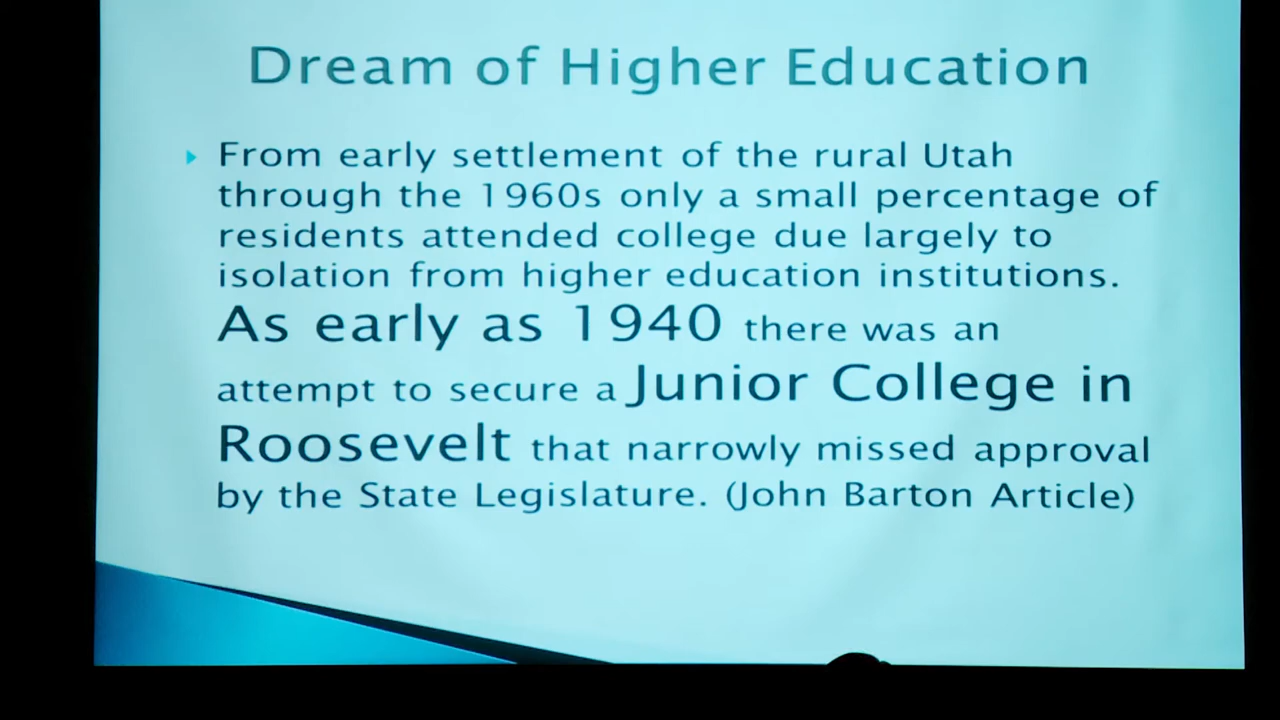 Dream of Higher Education
From early settlement of the rural Utah
through the 1960s only a small percentage of
residents attended college due largely to
isolation from higher education institutions.
As early as 1940 there was an
attempt to secure a Junior College in
Roosevelt that narrowly missed approval
by the State Legislature. (John Barton Article)